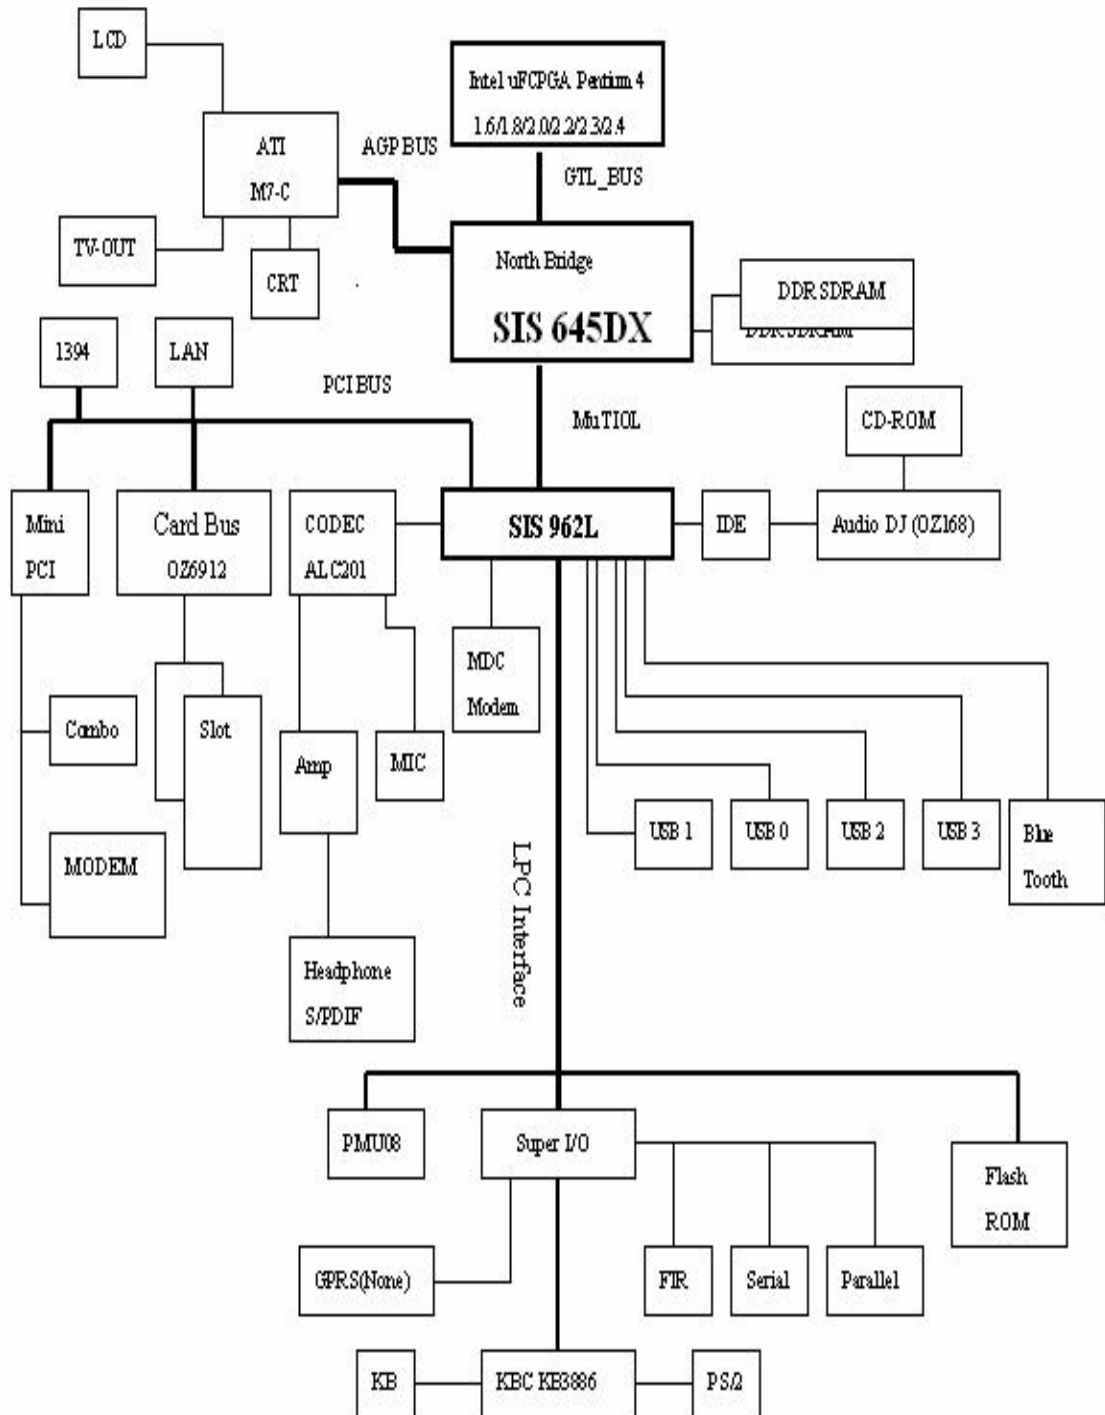 LCD
Intel uFCPGA Pentium 4
1.6/1.8/2.0/2.2/2.3/2.4
ATI
M7-C
AGP BUS
GTL_BUS
TV-OUT
CRT
North Bridge
SIS 645DX
DDR SDRAM
DDR SDRAM
1394
LAN
PCI BUS
MuTIOL
CD-ROM
Mini
PCI
Card Bus
OZ6912
CODEC
ALC201
SIS 962L
IDE
Audio DJ (OZ168)
MDC
Modem
Combo
Slot
Amp
MIC
USB 1
USB 0
USB 2
USB 3
Blue
Tooth
MODEM
LPC Interface
Headphone
S/PDIF
PMU08
Super I/O
Flash
ROM
GPRS(None)
FIR
Serial
Parallel
KB
KBC KB3886
PS/2